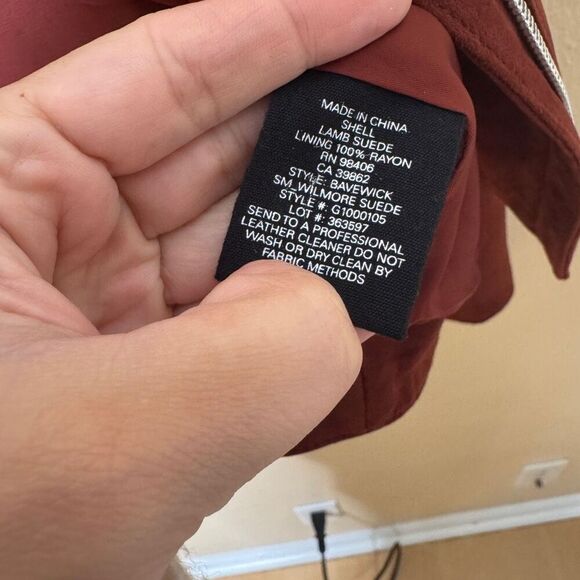 MADE IN CHINA
SHELL
LAMB SUEDE
LINING 100% RAYON
RN 98406
CA 39862
STYLE: BAVEWICK
SM_WILMORE SUEDE
STYLE #: G1000105
LOT #: 363597
SEND TO A PROFESSIONAL
LEATHER CLEANER DO NOT
WASH OR DRY CLEAN BY
FABRIC METHODS